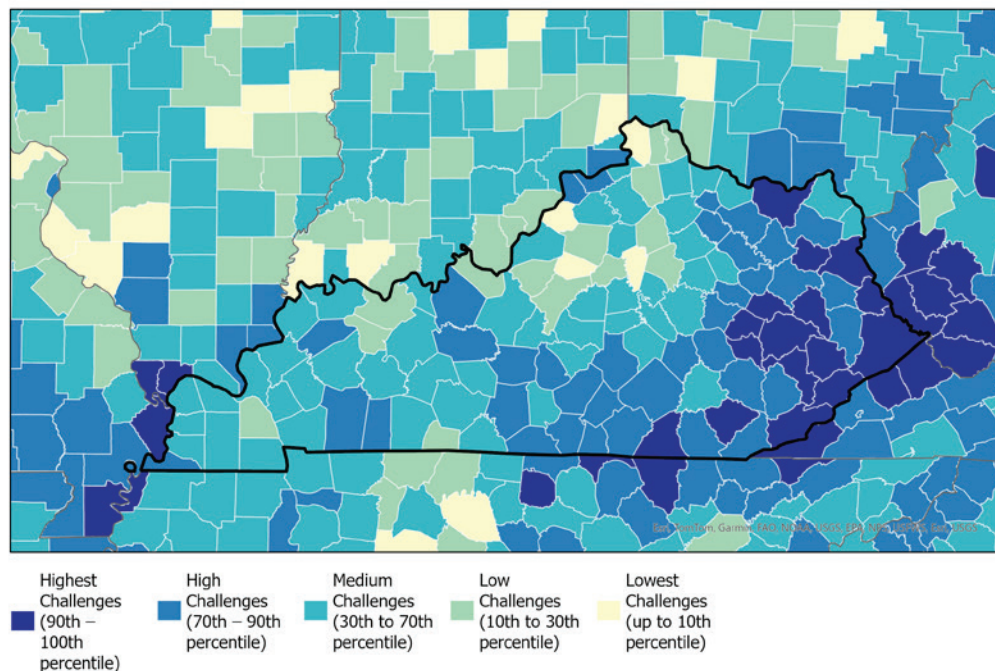 Esri, TomTom, Garmin, FAO, NOAA, USGS, EPA, NPS, USFWS, Esri, USGS
Highest
Challenges
(90th –
100th
percentile)
High
Challenges
(70th – 90th
percentile)
Medium
Challenges
(30th to 70th
percentile)
Low
Challenges
(10th to 30th
percentile)
Lowest
Challenges
(up to 10th
percentile)